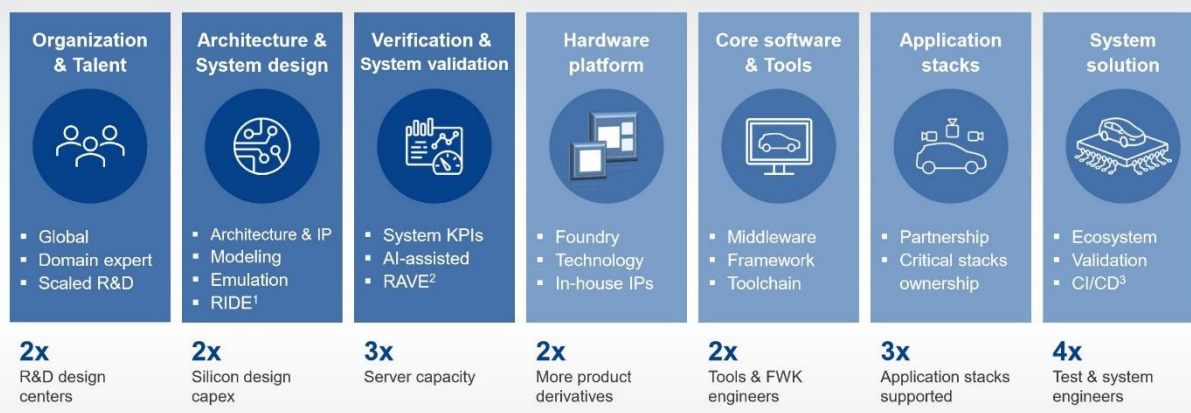 Organization
& Talent
Global
Domain expert
Scaled R&D
2x
R&D design
centers
Architecture &
System design
Architecture & IP
Modeling
Emulation
RIDE¹
2x
Silicon design
capex
Verification &
System validation
System KPIs
AI-assisted
RAVE²
3x
Server capacity
Hardware
platform
Foundry
Technology
In-house IPs
2x
More product
derivatives
Core software
& Tools
Middleware
Framework
Toolchain
2x
Tools & FWK
engineers
Application
stacks
Partnership
Critical stacks
ownership
3x
Application stacks
supported
System
solution
Ecosystem
Validation
CI/CD³
4x
Test & system
engineers